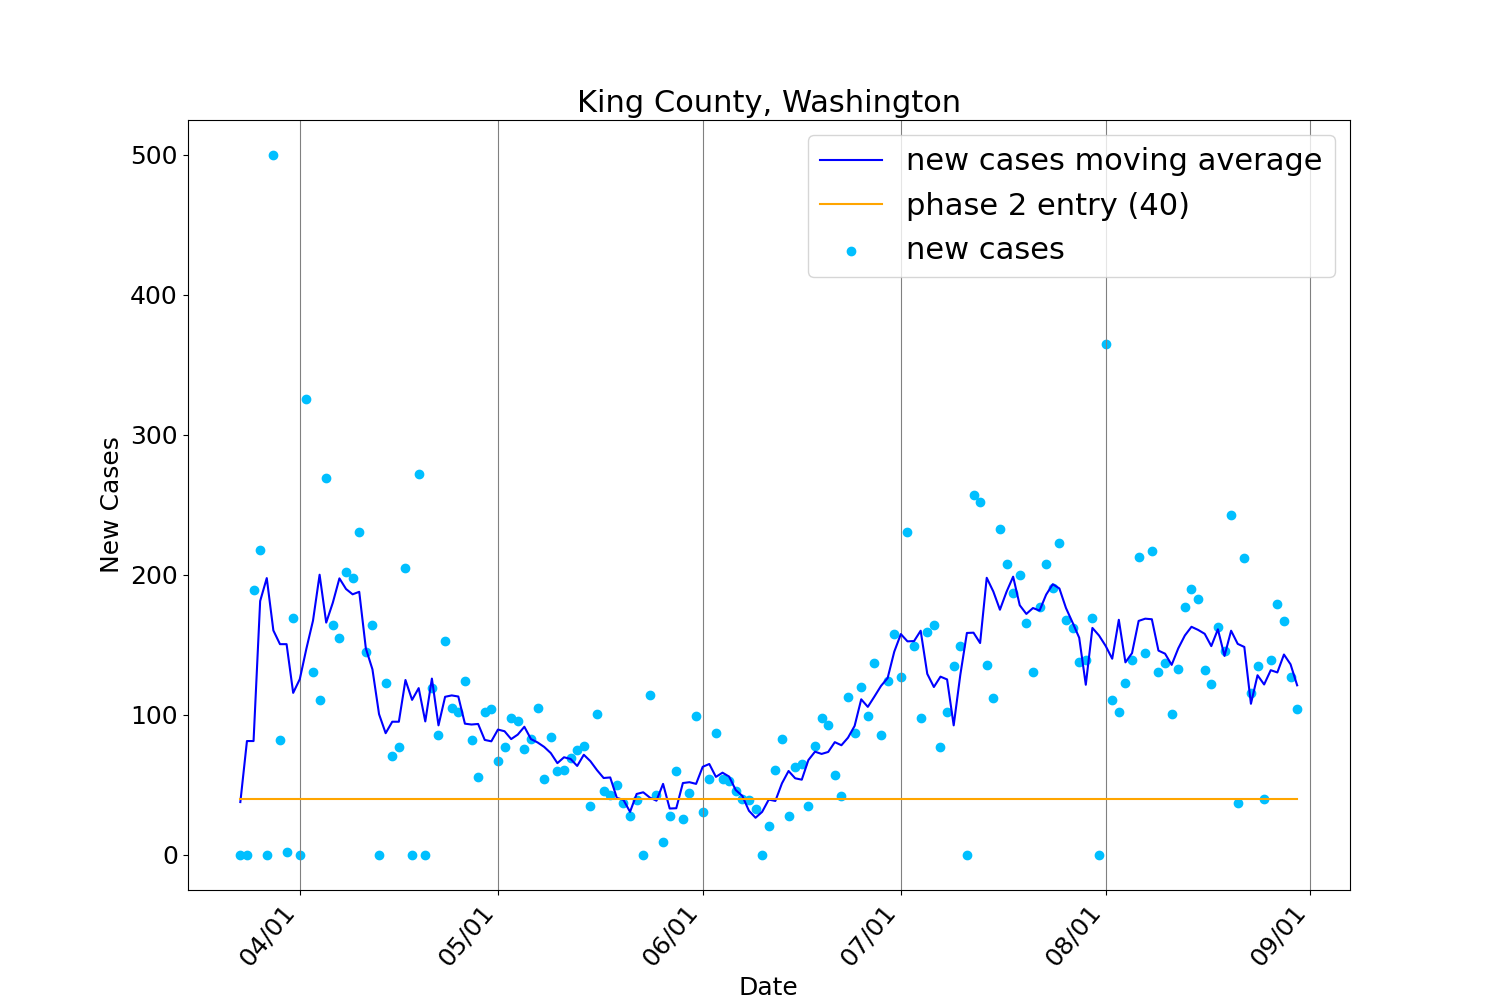 King County, Washington
new cases moving average
phase 2 entry (40)
new cases
New Cases
500
400
300
200
100
0
04/01
05/01
06/01
07/01
08/01
09/01
Date